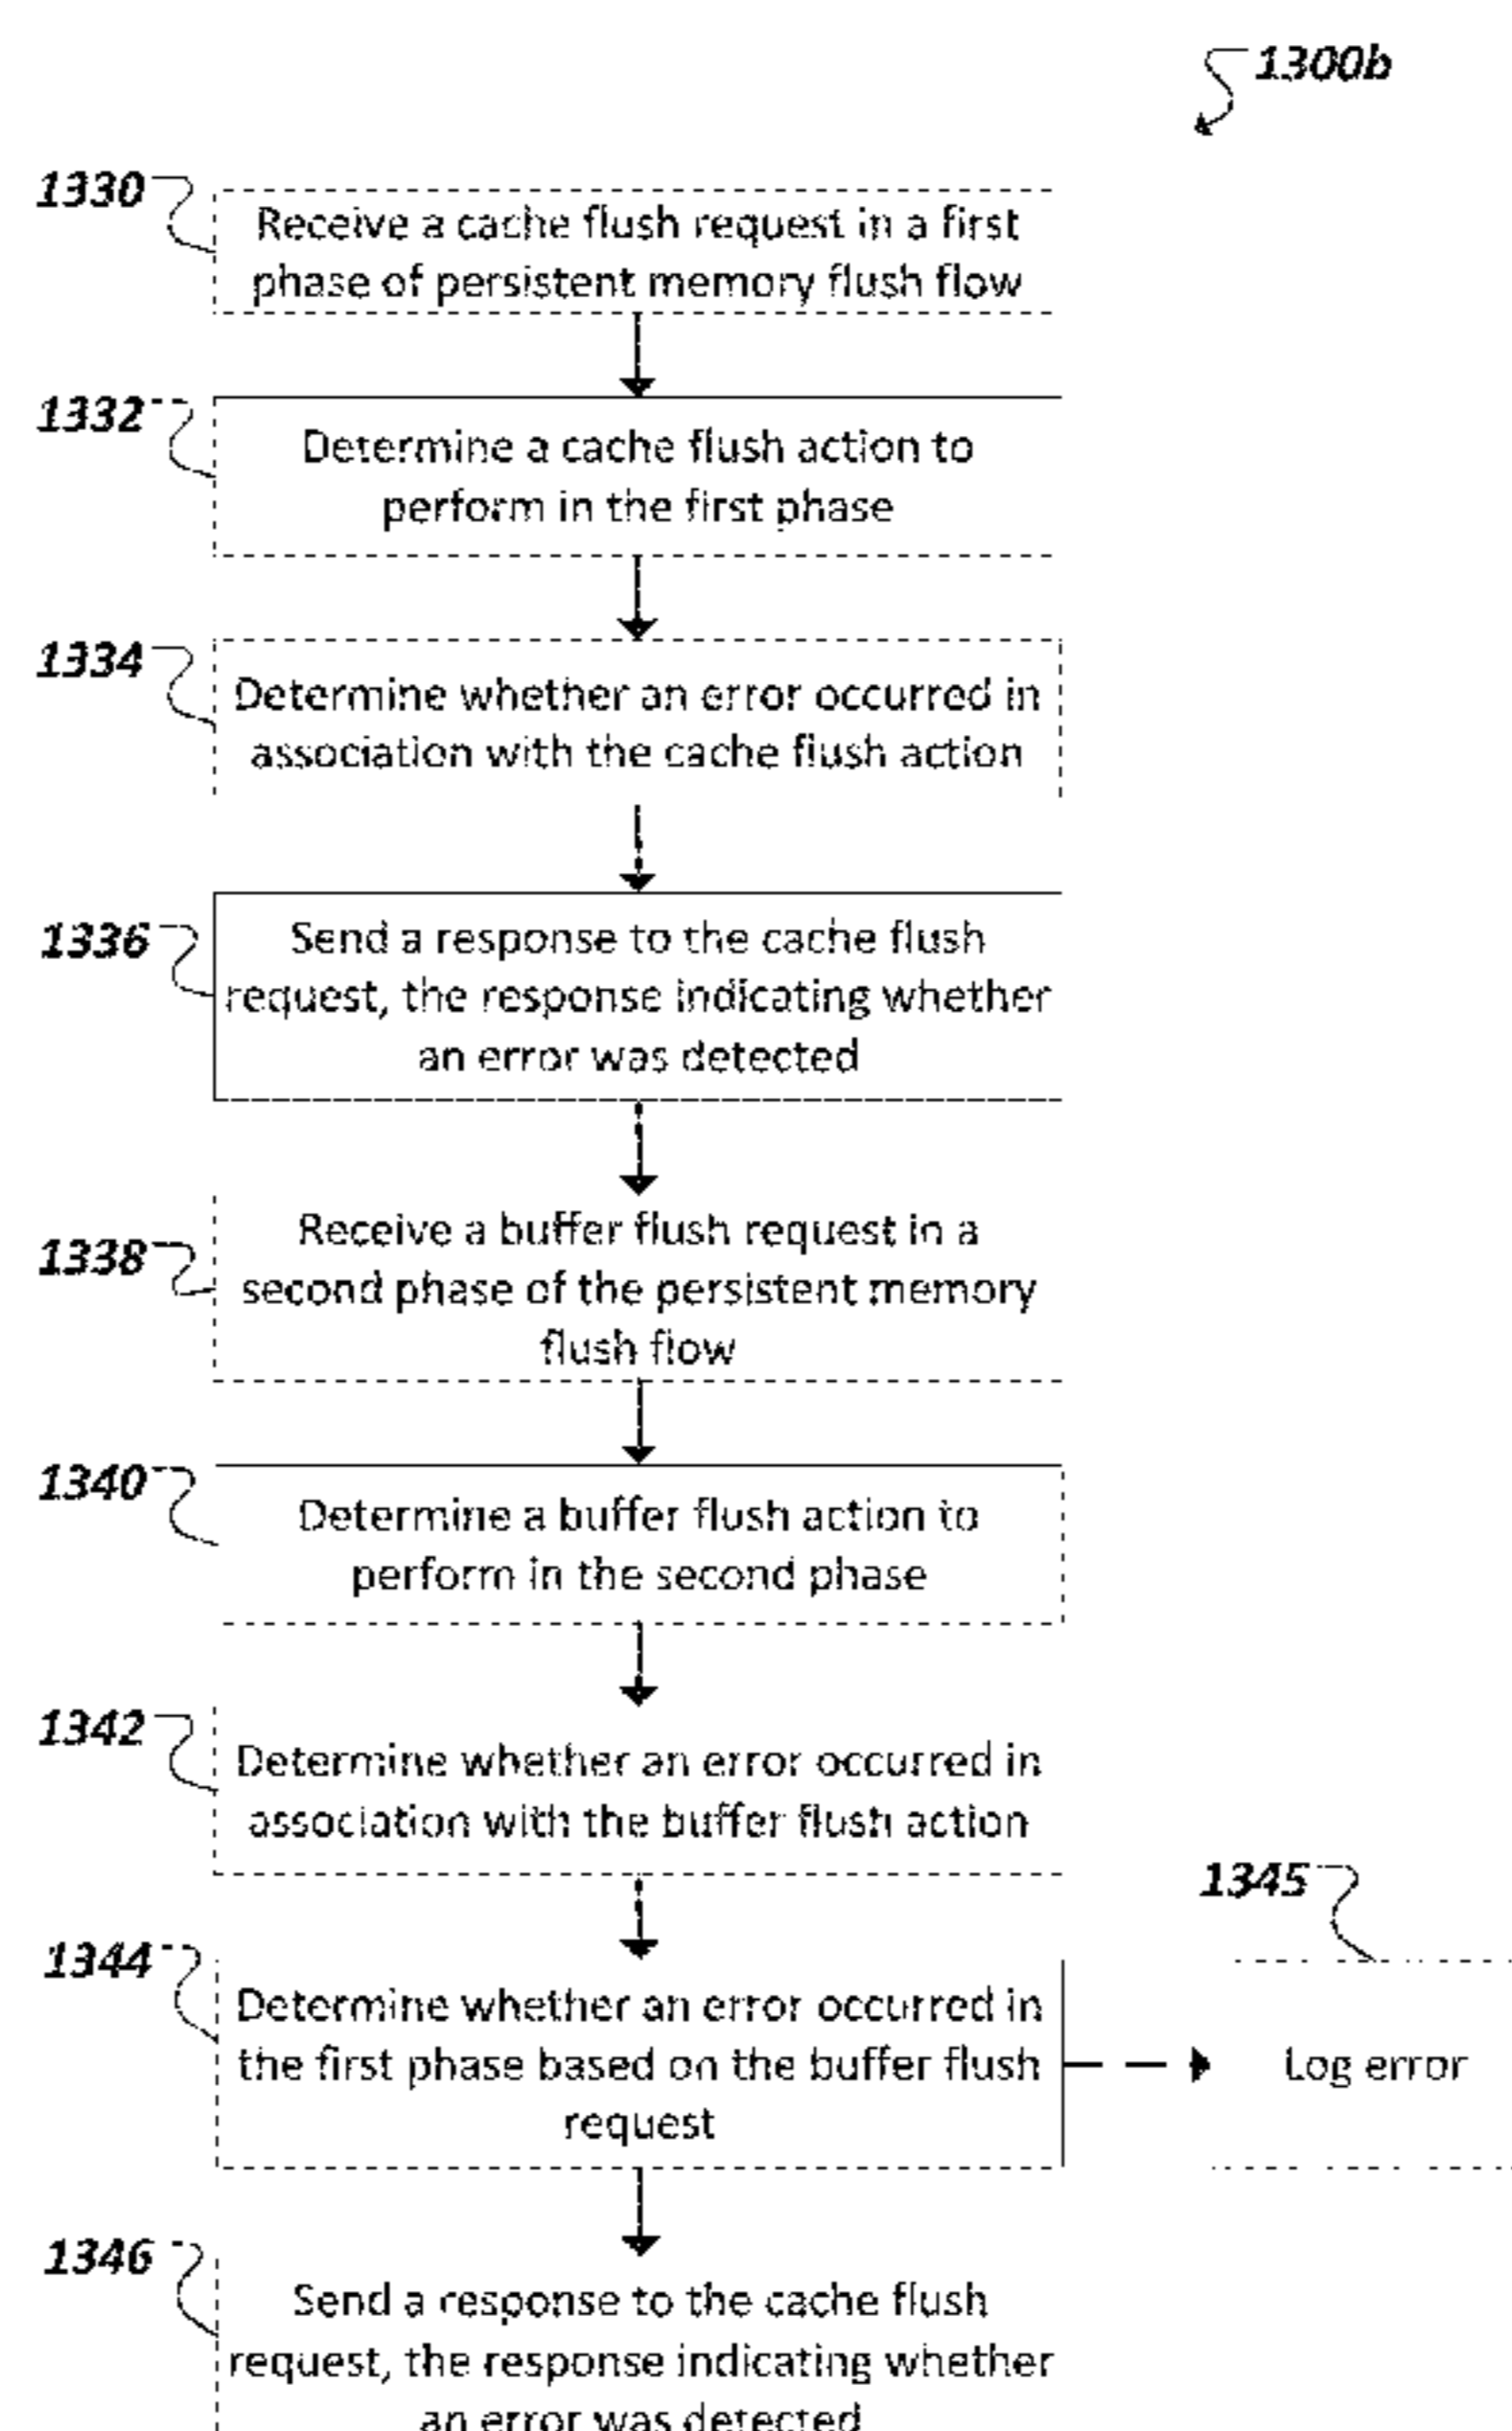 1300b
1330
Receive a cache flush request in a first
phase of persistent memory flush flow
1332
Determine a cache flush action to
perform in the first phase
1334
Determine whether an error occurred in
association with the cache flush action
1336
Send a response to the cache flush
request, the response indicating whether
an error was detected
1338
Receive a buffer flush request in a
second phase of the persistent memory
flush flow
1340
Determine a buffer flush action to
perform in the second phase
1342
Determine whether an error occurred in
association with the buffer flush action
1344
Determine whether an error occurred in
the first phase based on the buffer flush
request
1345
Log error
1346
Send a response to the cache flush
request, the response indicating whether
an error was detected